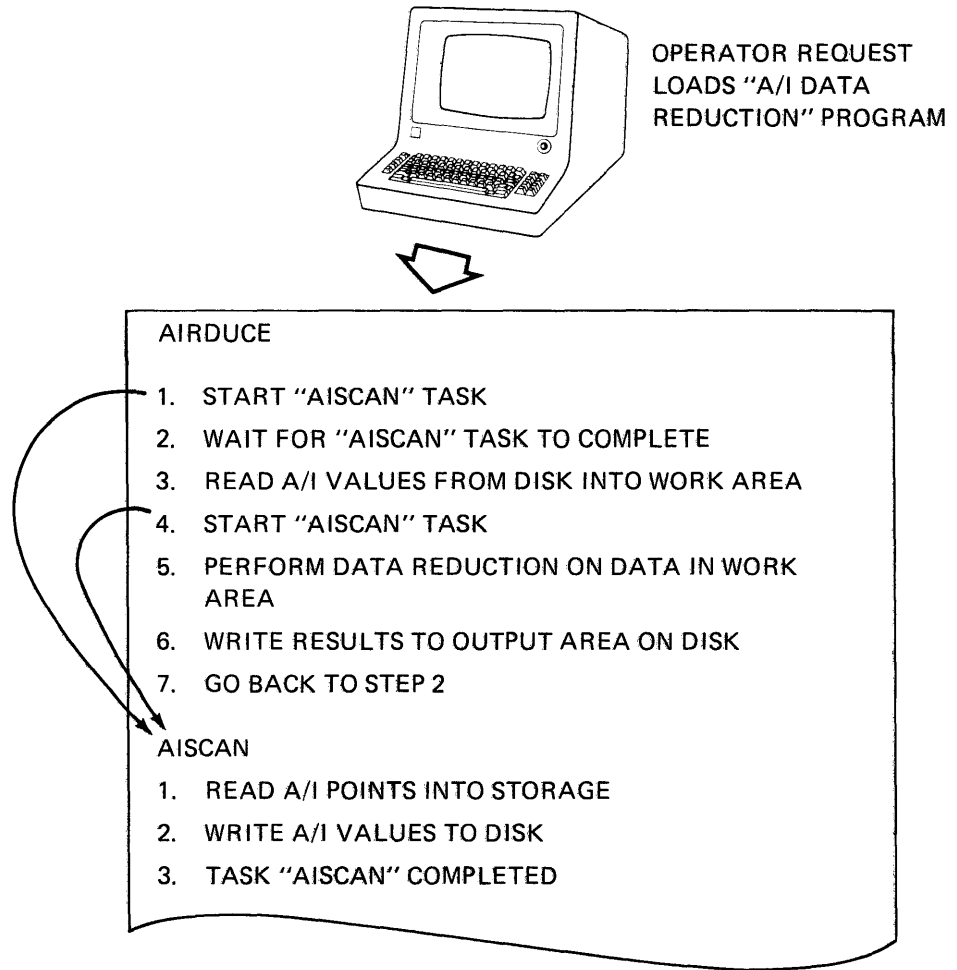 OPERATOR REQUEST
LOADS "A/I DATA
REDUCTION" PROGRAM
AIRDUCE
1. START "AISCAN" TASK
2. WAIT FOR "AISCAN" TASK TO COMPLETE
3. READ A/I VALUES FROM DISK INTO WORK AREA
4. START "AISCAN" TASK
5. PERFORM DATA REDUCTION ON DATA IN WORK
AREA
6. WRITE RESULTS TO OUTPUT AREA ON DISK
7. GO BACK TO STEP 2
AISCAN
1. READ A/I POINTS INTO STORAGE
2. WRITE A/I VALUES TO DISK
3. TASK "AISCAN" COMPLETED